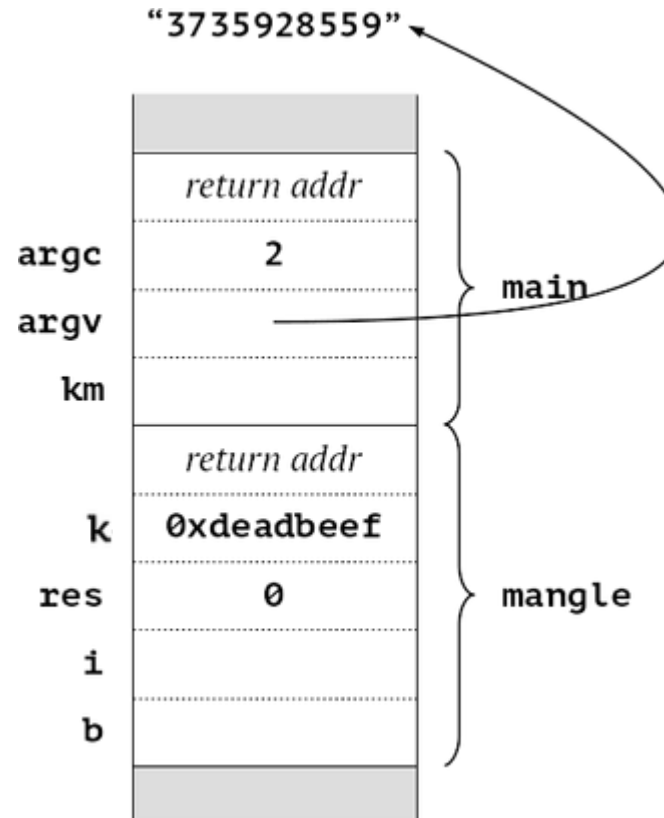 “3735928559”
return addr
argc 2
main
argv
km
return addr
k 0xdeadbeef
res 0
mangle
i
b